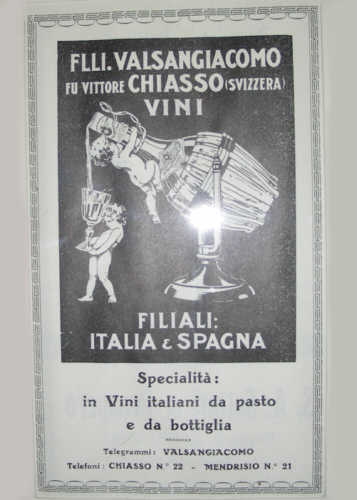 FLLI. VALSANGIACOMO
FU VITTORE CHIASSO (SVIZZERA)
VINI
FILIALI:
ITALIA & SPAGNA
Specialità:
in Vini italiani da pasto
e da bottiglia
Telegrammi: VALSANGIACOMO
Telefoni: CHIASSO N.º 22 - MENDRISIO N.º 21